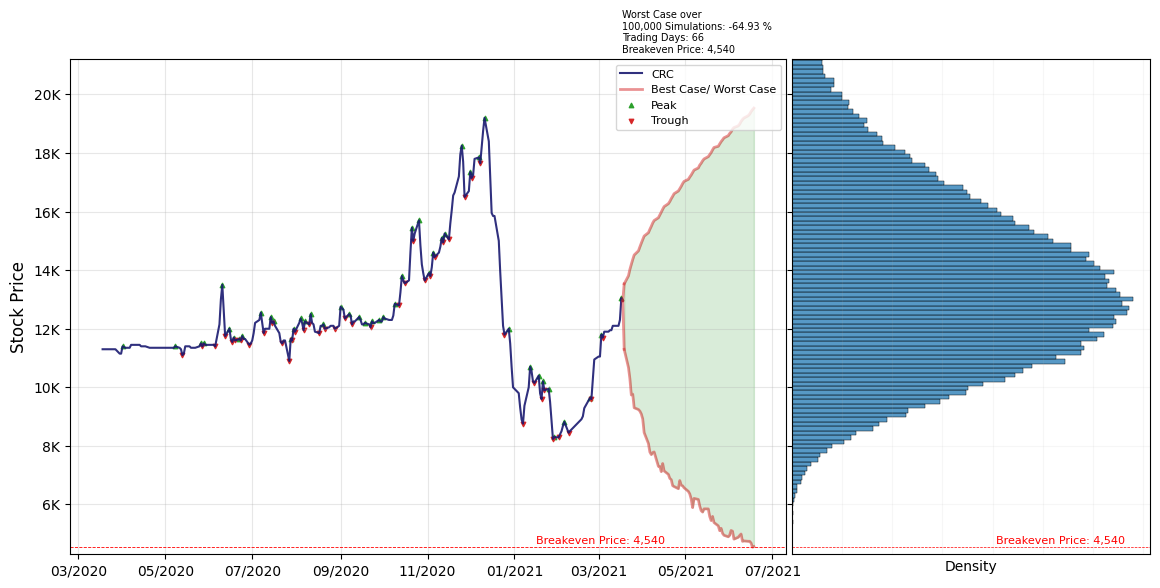 Worst Case over
100,000 Simulations: -64.93 %
Trading Days: 66
Breakeven Price: 4,540
CRC
Best Case/ Worst Case
Peak
Trough
Stock Price
20K
18K
16K
14K
12K
10K
8K
6K
Breakeven Price: 4,540
Breakeven Price: 4,540
03/2020 05/2020 07/2020 09/2020 11/2020 01/2021 03/2021 05/2021 07/2021
Density